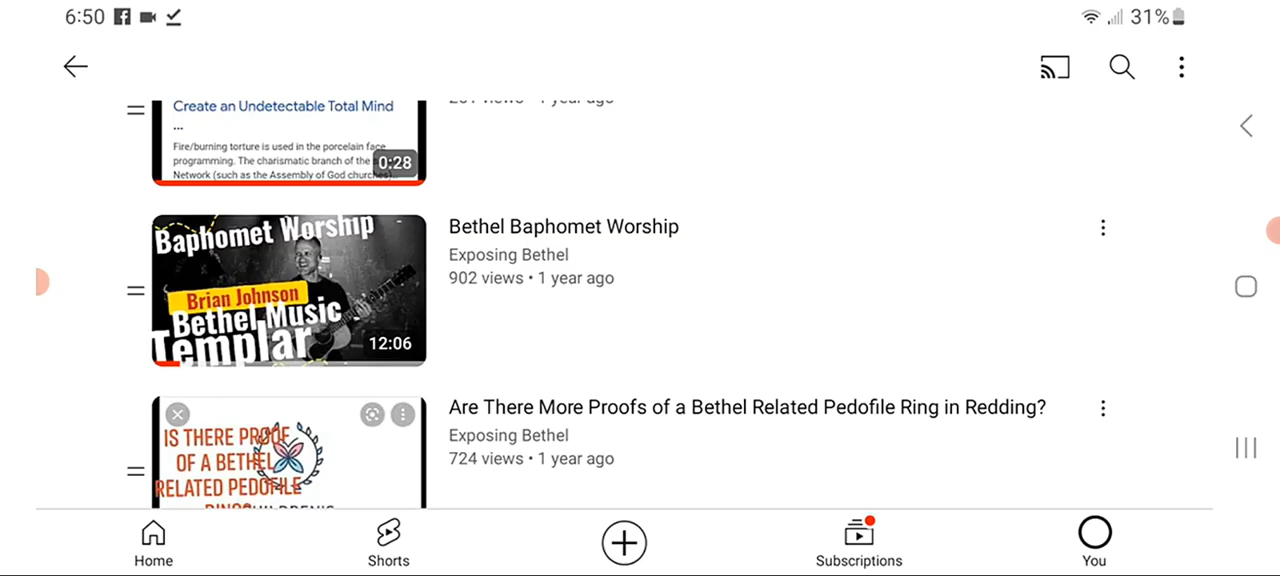 6:50
31%
Create an Undetectable Total Mind
...
Fire/burning torture is used in the porcelain face
programming. The charismatic branch of the
Network (such as the Assembly of God churches)...
0:28
views • 1 year ago
Baphomet Worship
Brian Johnson
Bethel Music
Templar
12:06
Bethel Baphomet Worship
Exposing Bethel
902 views • 1 year ago
IS THERE PROOF
OF A BETHEL
RELATED PEDOFILE
RING?
Are There More Proofs of a Bethel Related Pedofile Ring in Redding?
Exposing Bethel
724 views • 1 year ago
Home
Shorts
Subscriptions
You